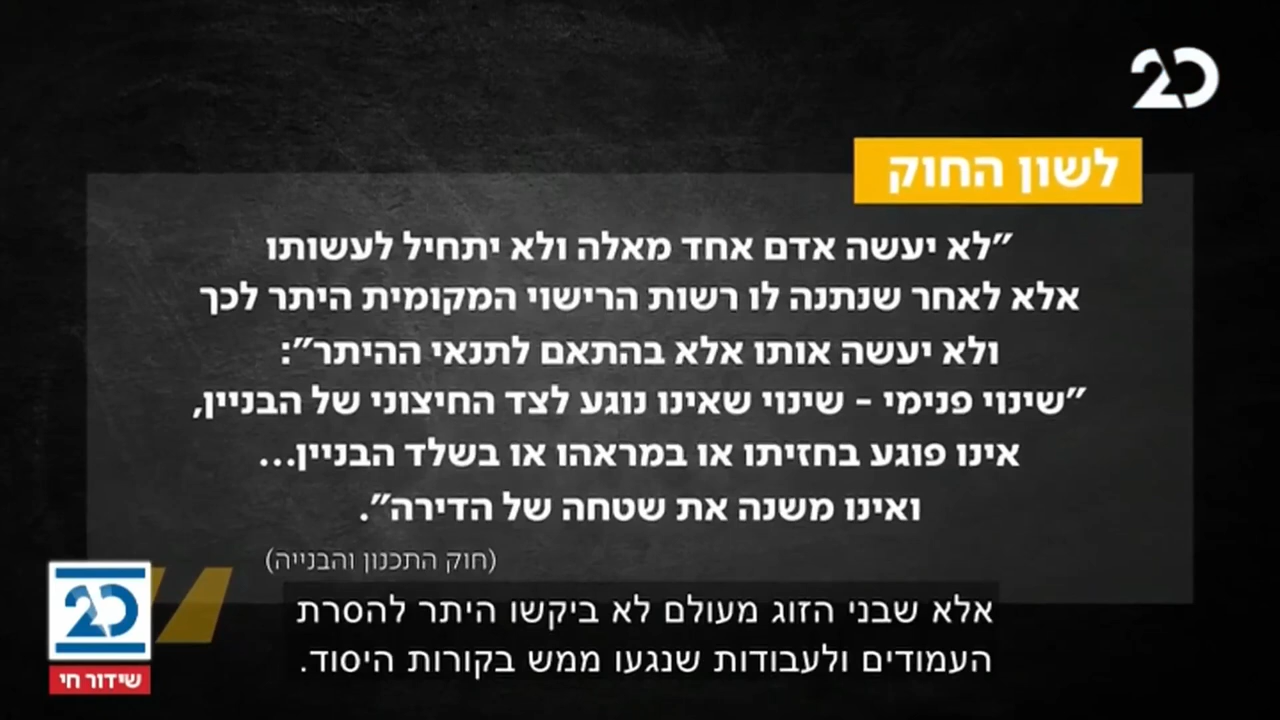 20
לשון החוק
״לא יעשה אדם אחד מאלה ולא יתחיל לעשותו
אלא לאחר שנתנה לו רשות הרישוי המקומית היתר לכך
ולא יעשה אותו אלא בהתאם לתנאי ההיתר״:
״שינוי פנימי - שינוי שאינו נוגע לצד החיצוני של הבניין,
אינו פוגע בחזיתו או במראהו או בשלד הבניין...
ואינו משנה את שטחה של הדירה״.
(חוק התכנון והבנייה)
אלא שבני הזוג מעולם לא ביקשו היתר להסרת
העמודים ולעבודות שנגעו ממש בקורות היסוד.
20
שידור חי